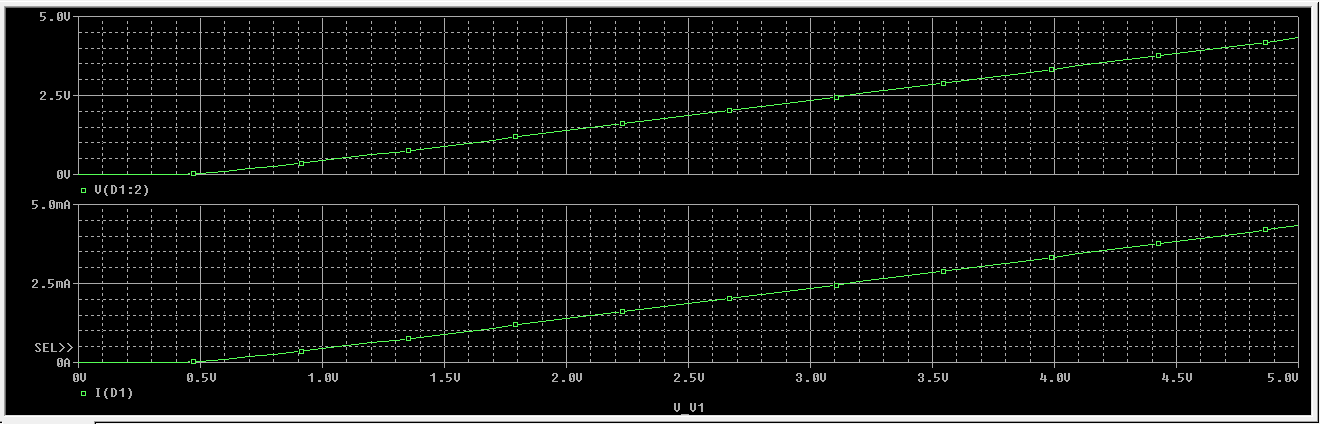 5.0V
2.5V
0V
V(D1:2)
5.0mA
2.5mA
SEL>>
0A
0V 0.5V 1.0V 1.5V 2.0V 2.5V 3.0V 3.5V 4.0V 4.5V 5.0V
I(D1)
V_V1